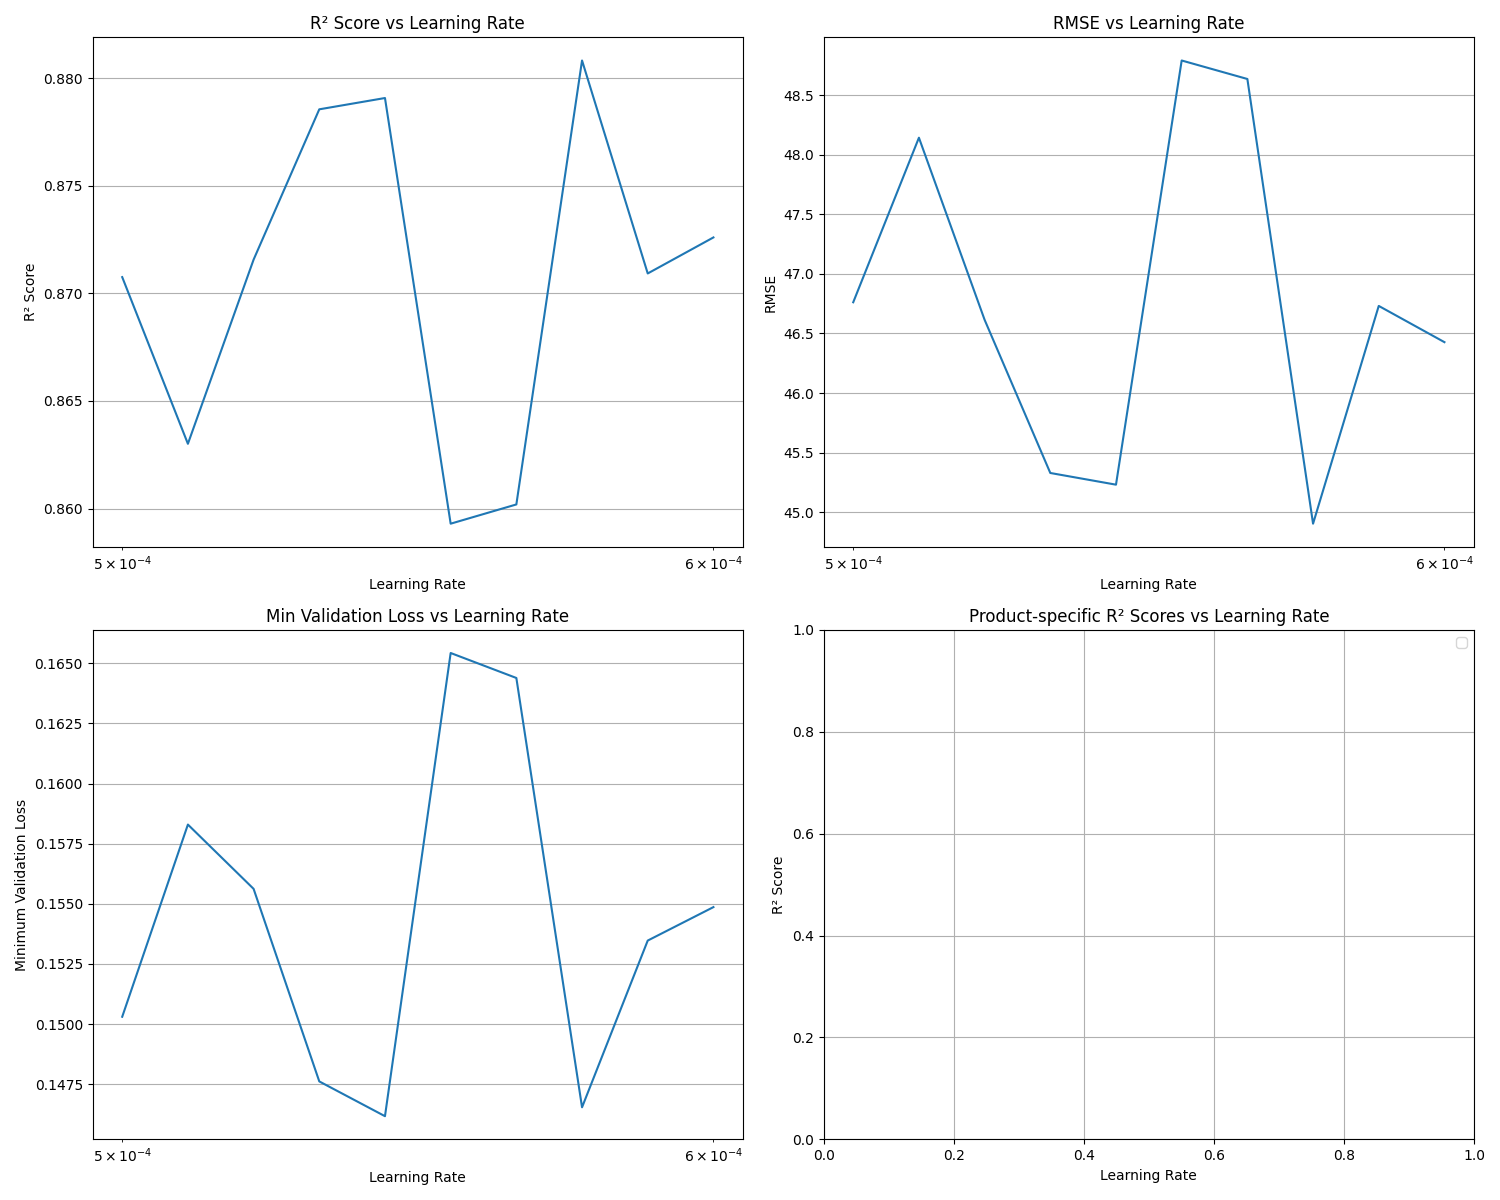 R² Score vs Learning Rate
R² Score
0.880
0.875
0.870
0.865
0.860
5 × 10⁻⁴
6 × 10⁻⁴
Learning Rate
RMSE vs Learning Rate
RMSE
48.5
48.0
47.5
47.0
46.5
46.0
45.5
45.0
5 × 10⁻⁴
6 × 10⁻⁴
Learning Rate
Min Validation Loss vs Learning Rate
Minimum Validation Loss
0.1650
0.1625
0.1600
0.1575
0.1550
0.1525
0.1500
0.1475
5 × 10⁻⁴
6 × 10⁻⁴
Learning Rate
Product-specific R² Scores vs Learning Rate
R² Score
1.0
0.8
0.6
0.4
0.2
0.0
0.0 0.2 0.4 0.6 0.8 1.0
Learning Rate